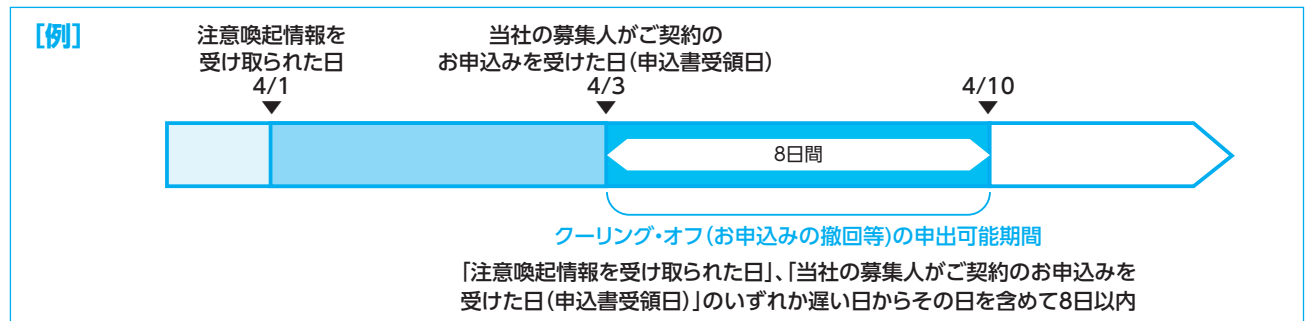 ［例］
注意喚起情報を
受け取られた日
4/1
当社の募集人がご契約の
お申込みを受けた日（申込書受領日）
4/3
4/10
8日間
クーリング・オフ（お申込みの撤回等）の申出可能期間
「注意喚起情報を受け取られた日」、「当社の募集人がご契約のお申込みを
受けた日（申込書受領日）」のいずれか遅い日からその日を含めて8日以内